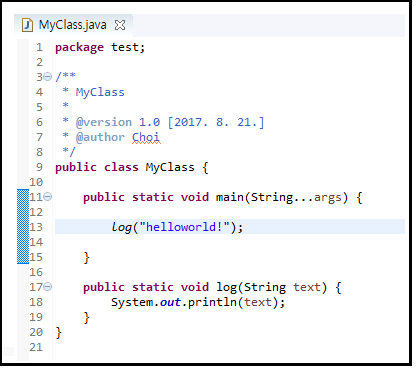 MyClass.java
1 package test;
2
3 /**
4  * MyClass
5  *
6  * @version 1.0 [2017. 8. 21.]
7  * @author Choi
8  */
9 public class MyClass {
10
11     public static void main(String...args) {
12
13         log("helloworld!");
14
15     }
16
17     public static void log(String text) {
18         System.out.println(text);
19     }
20 }
21